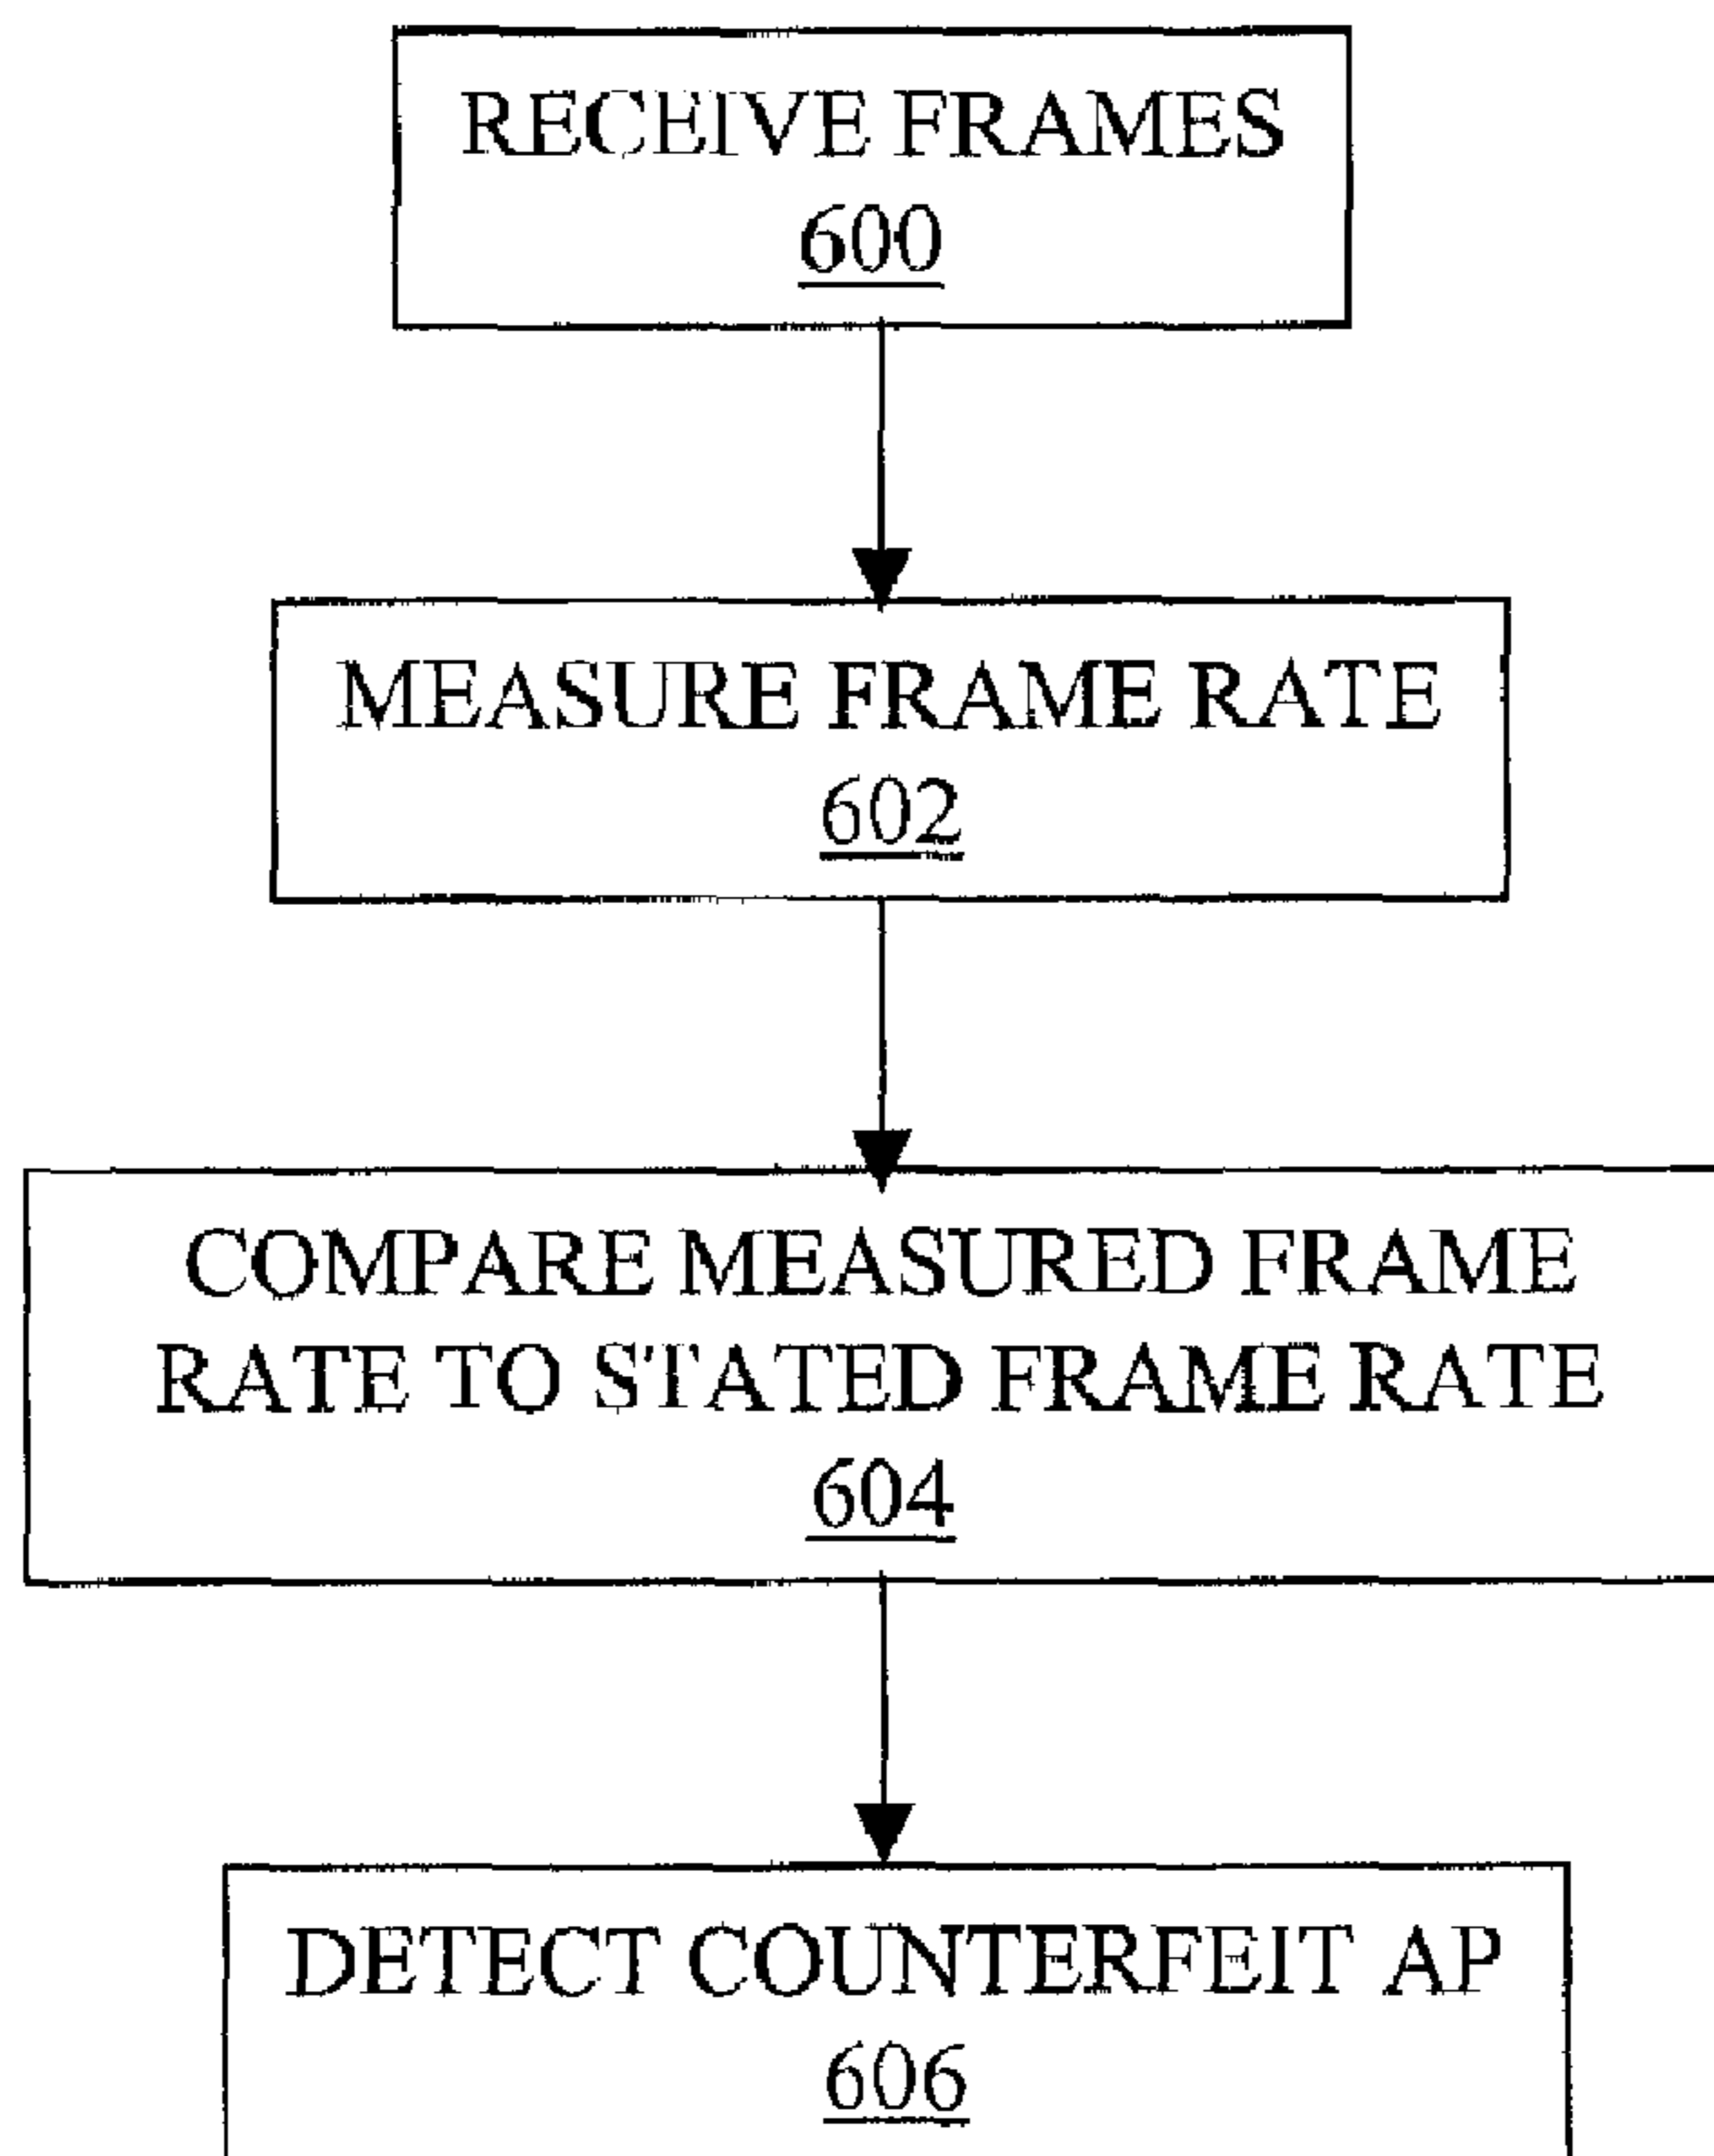 RECEIVE FRAMES
600
MEASURE FRAME RATE
602
COMPARE MEASURED FRAME
RATE TO STATED FRAME RATE
604
DETECT COUNTERFEIT AP
606